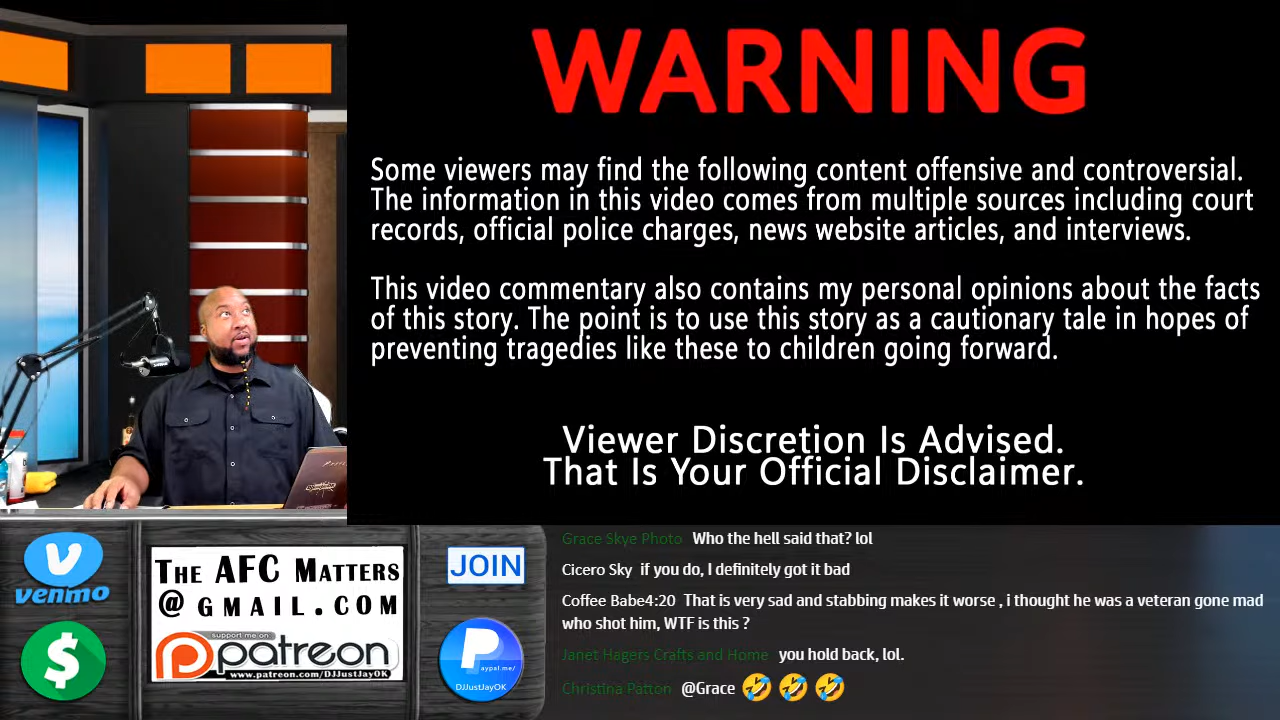 WARNING
Some viewers may find the following content offensive and controversial.
The information in this video comes from multiple sources including court
records, official police charges, news website articles, and interviews.
This video commentary also contains my personal opinions about the facts
of this story. The point is to use this story as a cautionary tale in hopes of
preventing tragedies like these to children going forward.
Viewer Discretion Is Advised.
That Is Your Official Disclaimer.
venmo
THE AFC MATTERS
@ GMAIL.COM
support me on
patreon
www.patreon.com/DJJustJayOK
JOIN
aypal.me/
DJJustJayOK
Grace Skye Photo Who the hell said that? lol
Cicero Sky if you do, I definitely got it bad
Coffee Babe4:20 That is very sad and stabbing makes it worse , i thought he was a veteran gone mad
who shot him, WTF is this ?
Janet Hagers Crafts and Home you hold back, lol.
Christina Patton @Grace 🤣 🤣 🤣